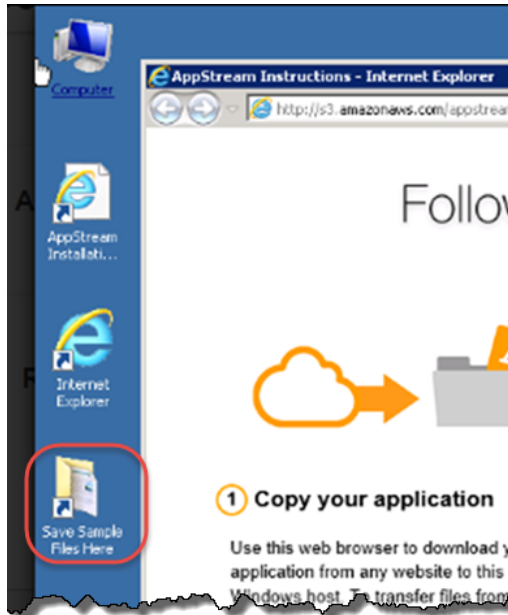 Computer
AppStream Instructions - Internet Explorer
http://s3.amazonaws.com/appstrea
AppStream
Installati...
Follo
Internet
Explorer
1 Copy your application
Save Sample
Files Here
Use this web browser to download
application from any website to this
Windows host. To transfer files from